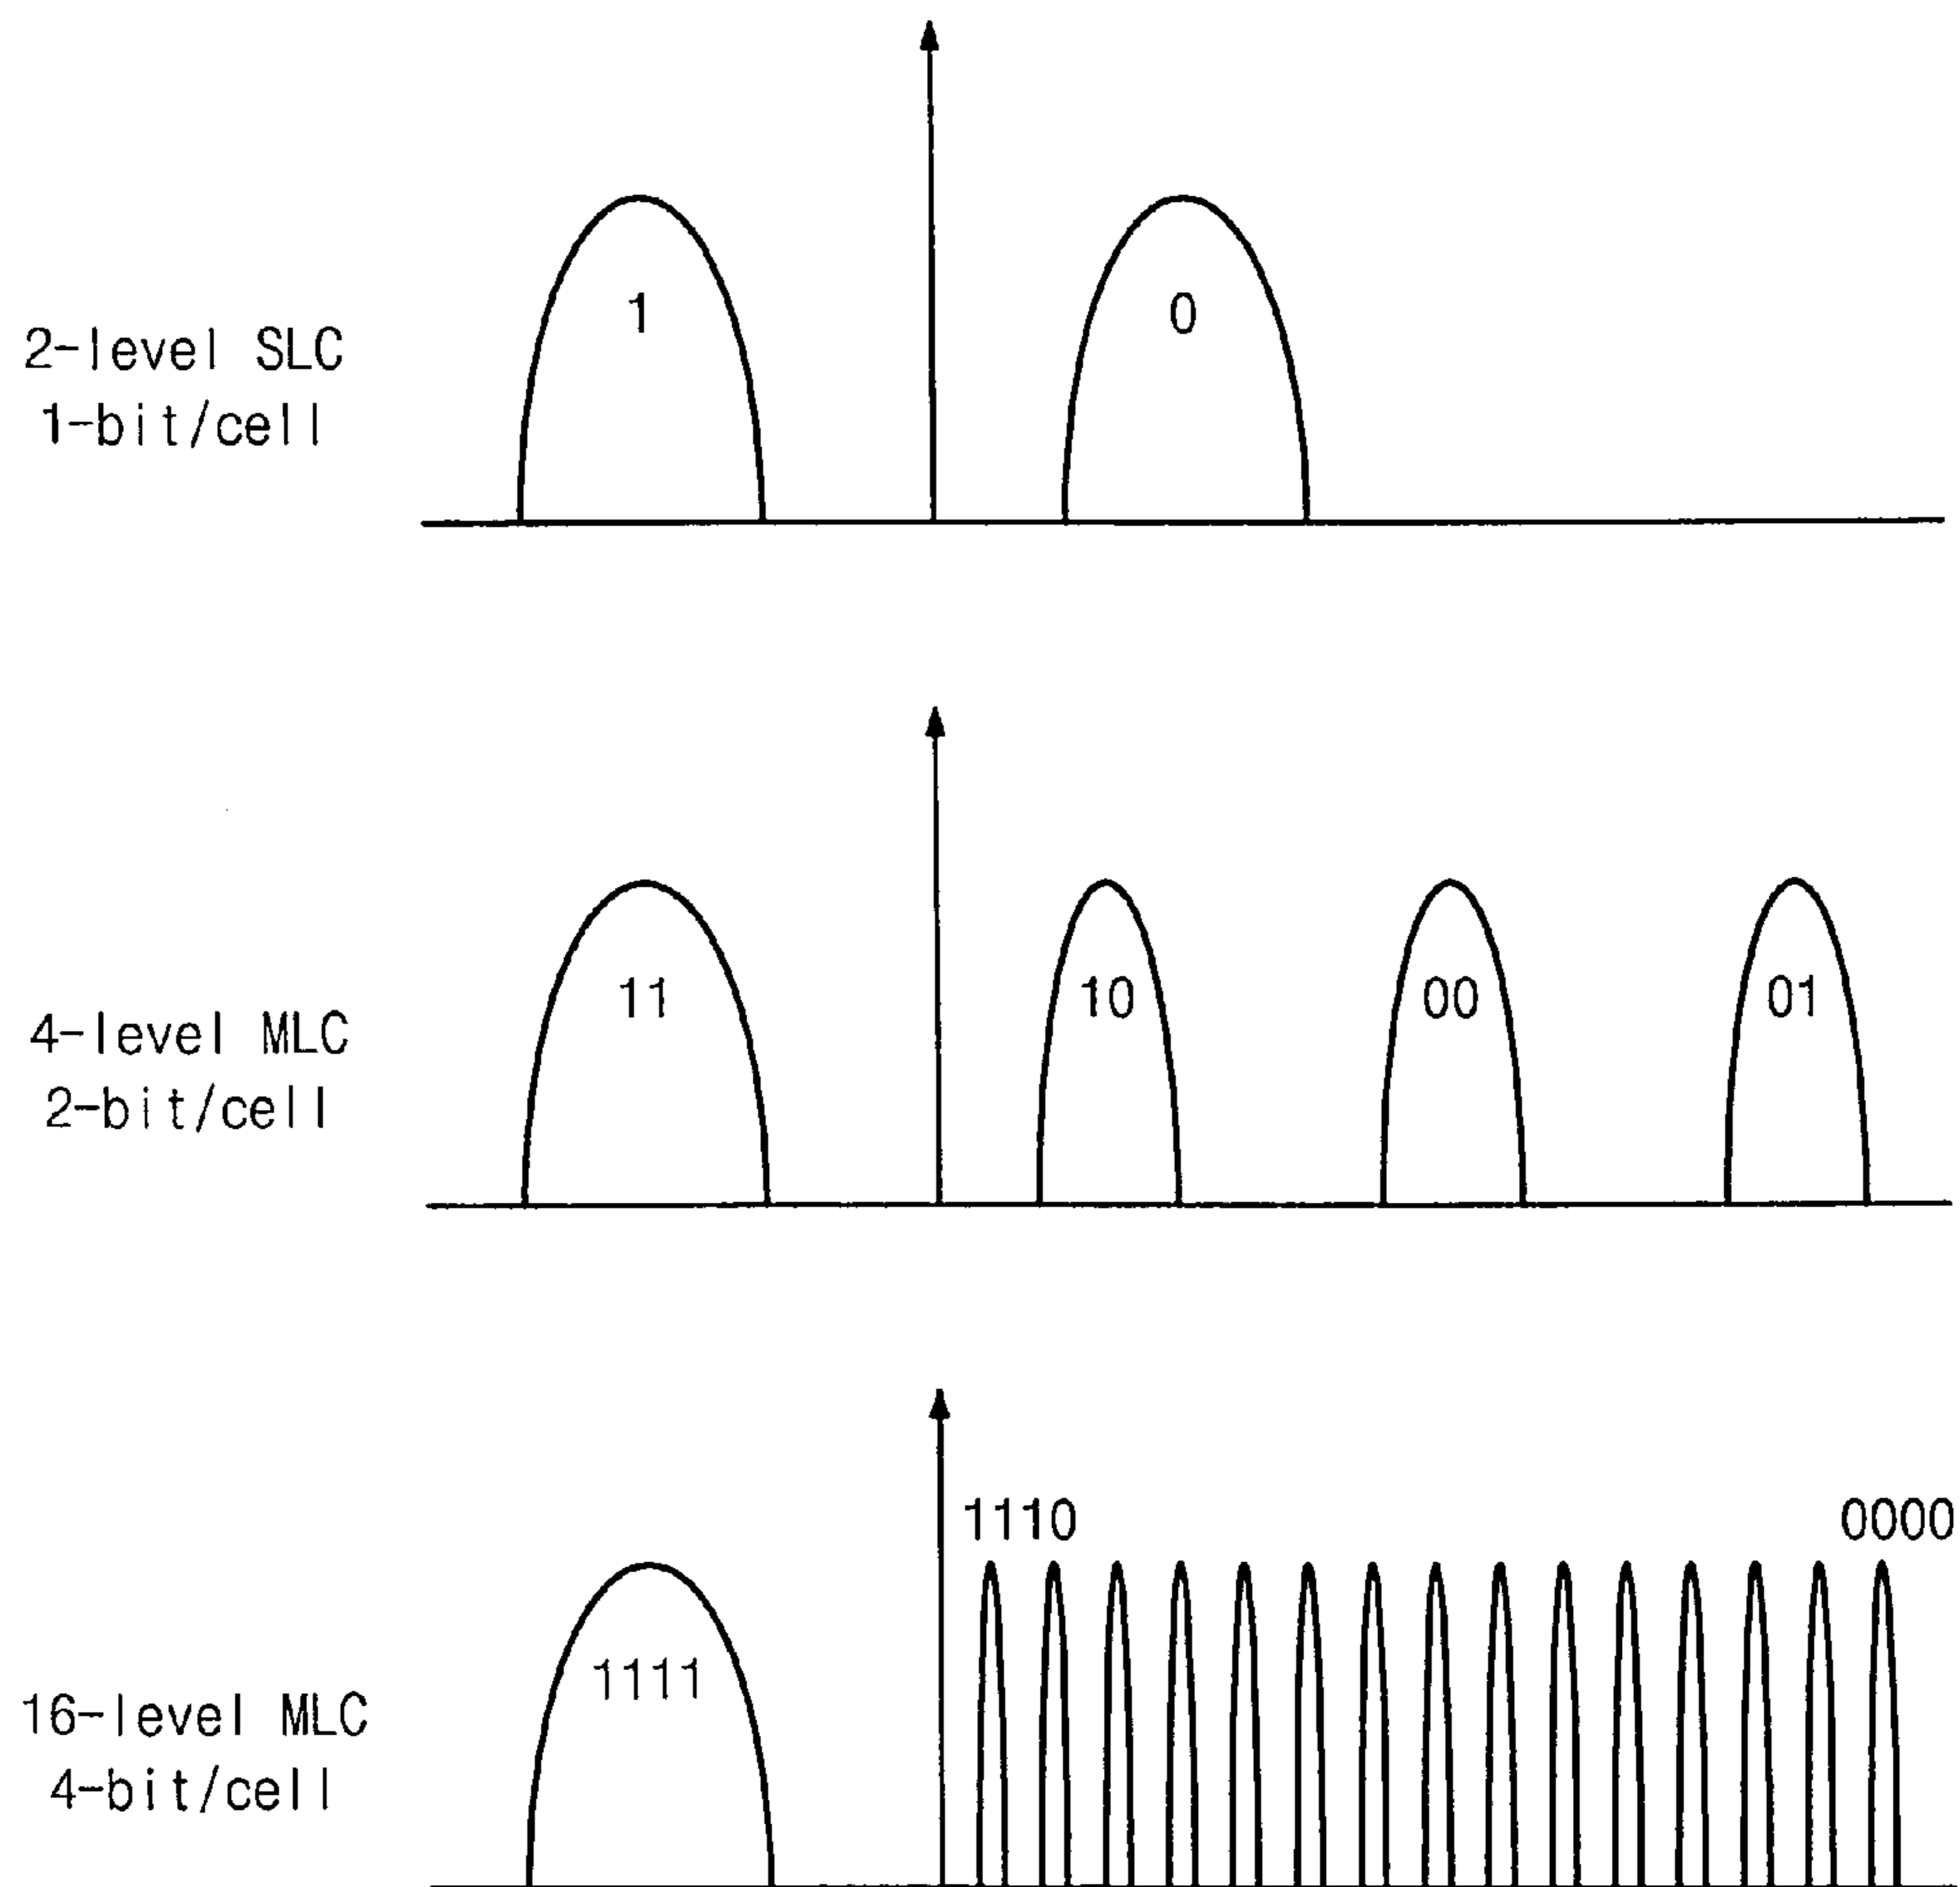 2-level SLC
1-bit/cell
1
0
4-level MLC
2-bit/cell
11
10
00
01
16-level MLC
4-bit/cell
1111
1110
0000